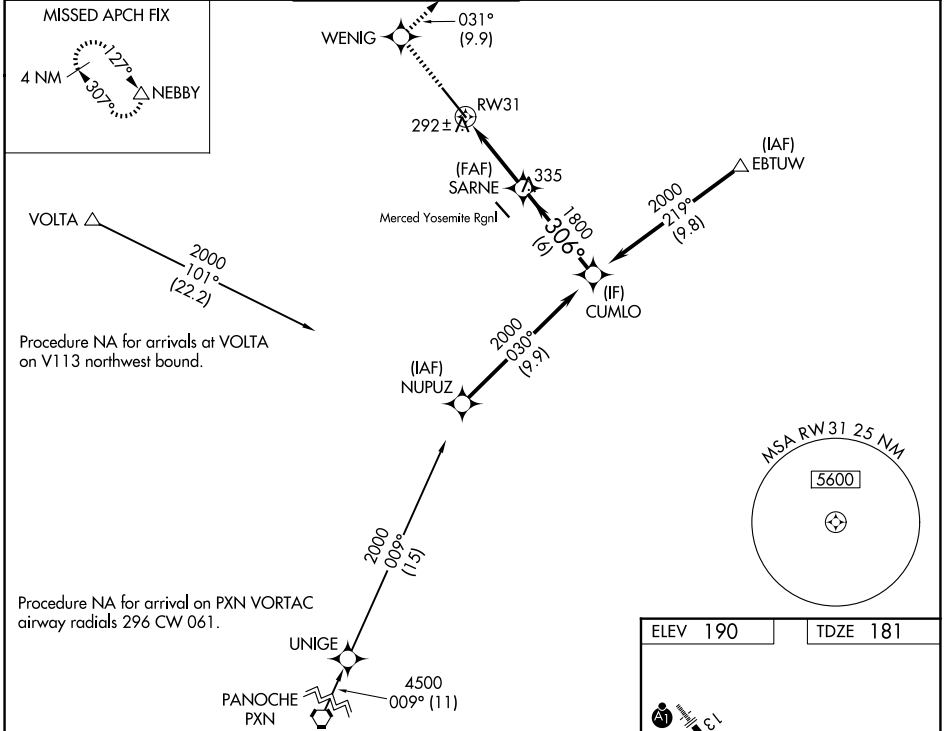 MISSED APCH FIX
4 NM
127°
307°
NEBBY
WENIG
031°
(9.9)
RW31
292±
(FAF)
SARNE
335
Merced Yosemite Rgnl
(IAF)
EBTUW
2000
219°
(9.8)
1800
306°
(6)
(IF)
CUMLO
VOLTA
2000
101°
(22.2)
Procedure NA for arrivals at VOLTA
on V113 northwest bound.
2000
030°
(9.9)
(IAF)
NUPUZ
MSA RW31 25 NM
5600
2000
009°
(15)
Procedure NA for arrival on PXN VORTAC
airway radials 296 CW 061.
UNIGE
4500
009° (11)
PANOCHE
PXN
ELEV 190
TDZE 181
A1
13